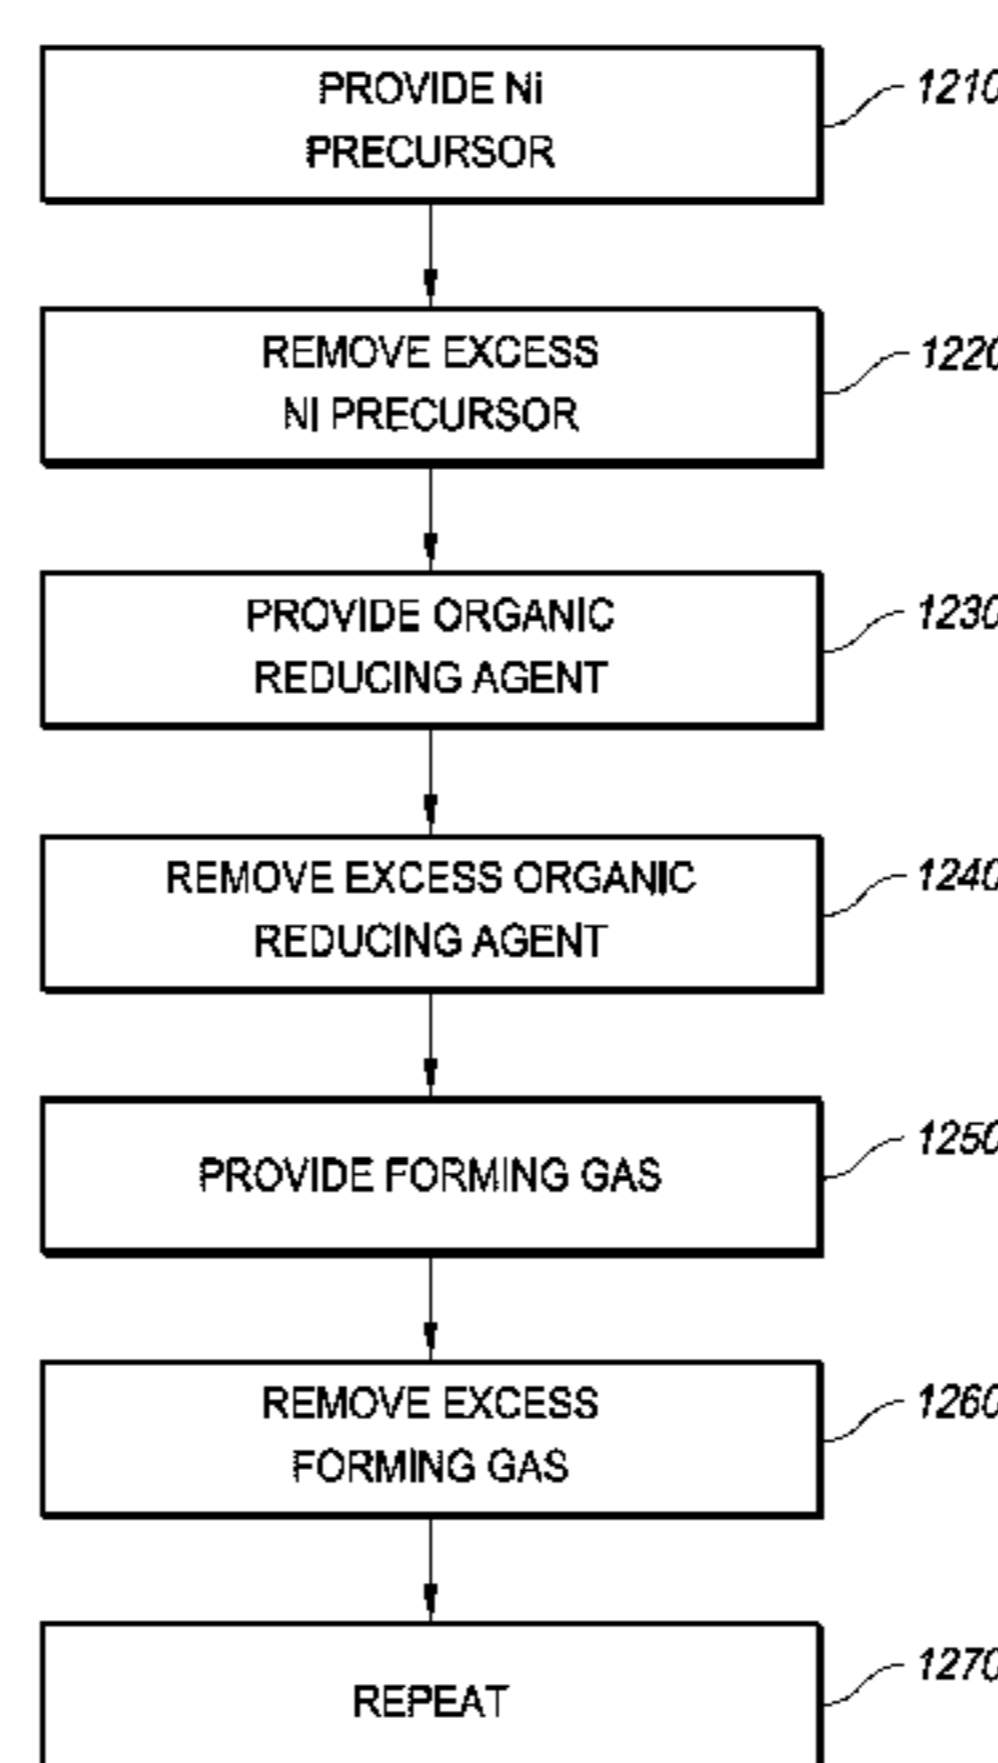 PROVIDE Ni
PRECURSOR
1210
REMOVE EXCESS
NI PRECURSOR
1220
PROVIDE ORGANIC
REDUCING AGENT
1230
REMOVE EXCESS ORGANIC
REDUCING AGENT
1240
PROVIDE FORMING GAS
1250
REMOVE EXCESS
FORMING GAS
1260
REPEAT
1270